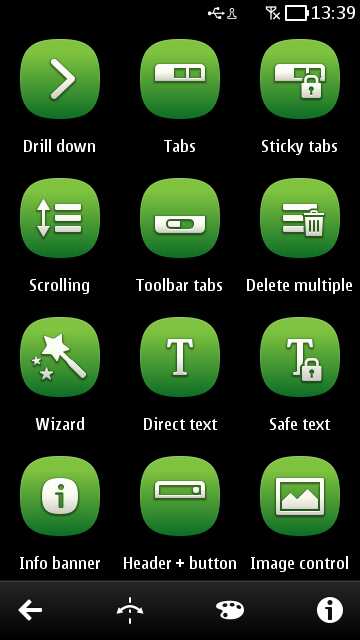 13:39
Drill down
Tabs
Sticky tabs
Scrolling
Toolbar tabs
Delete multiple
Wizard
T
Direct text
T
Safe text
Info banner
Header + button
Image control